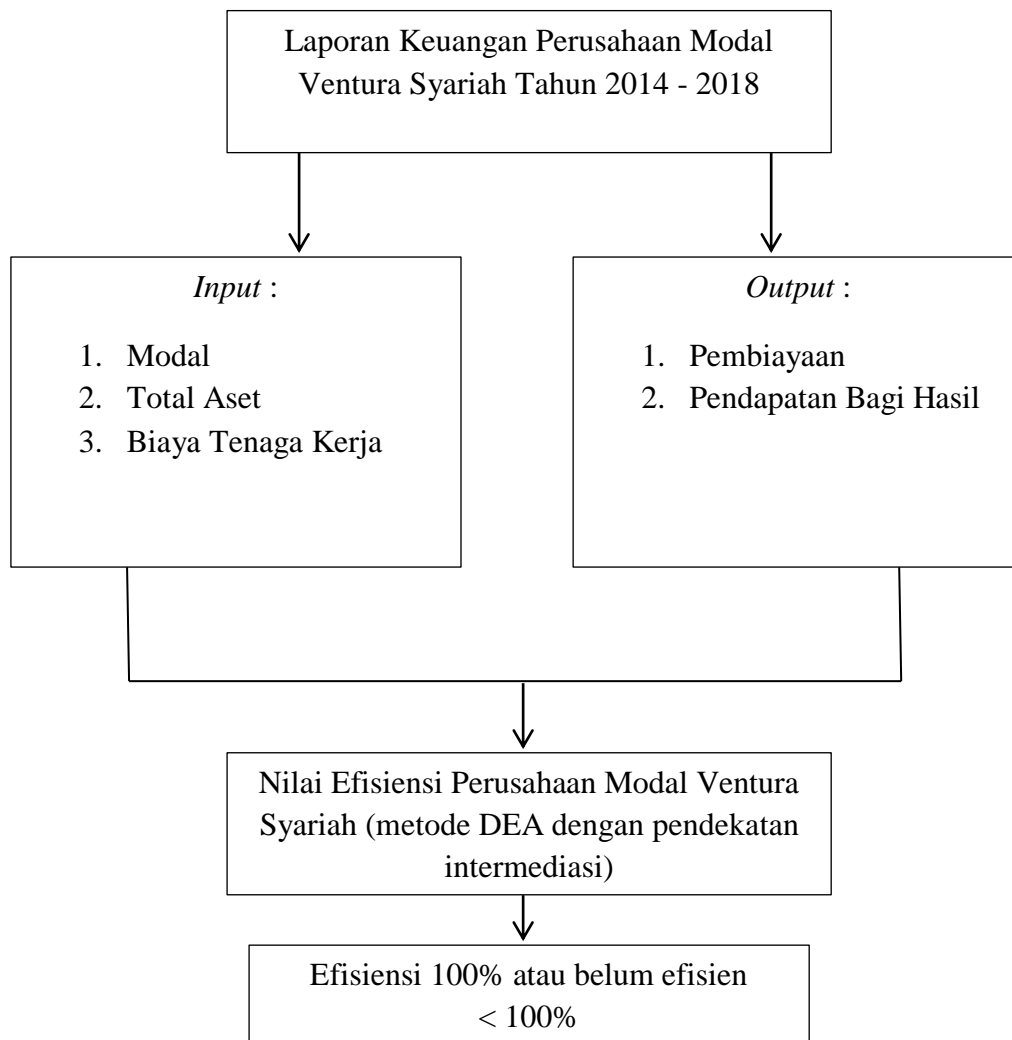 Laporan Keuangan Perusahaan Modal
Ventura Syariah Tahun 2014 - 2018
Input :
1. Modal
2. Total Aset
3. Biaya Tenaga Kerja
Output :
1. Pembiayaan
2. Pendapatan Bagi Hasil
Nilai Efisiensi Perusahaan Modal Ventura
Syariah (metode DEA dengan pendekatan
intermediasi)
Efisiensi 100% atau belum efisien
< 100%